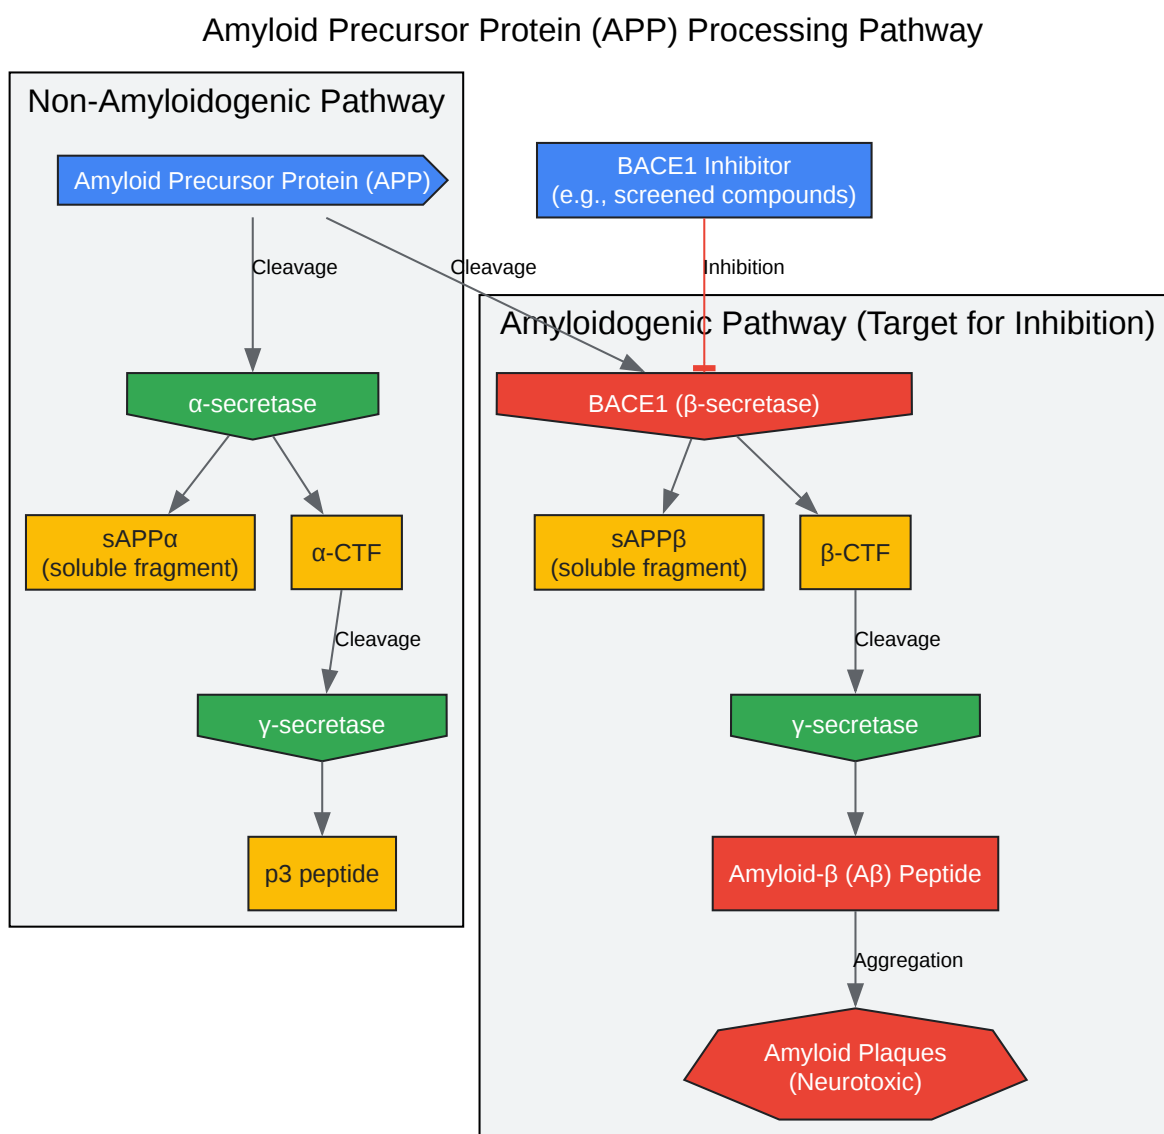 Amyloid Precursor Protein (APP) Processing Pathway
Non-Amyloidogenic Pathway
Amyloid Precursor Protein (APP)
BACE1 Inhibitor
(e.g., screened compounds)
Cleavage
Cleavage
Inhibition
Amyloidogenic Pathway (Target for Inhibition)
α-secretase
BACE1 (β-secretase)
sAPPα
(soluble fragment)
α-CTF
sAPPβ
(soluble fragment)
β-CTF
Cleavage
Cleavage
γ-secretase
γ-secretase
p3 peptide
Amyloid-β (Aβ) Peptide
Aggregation
Amyloid Plaques
(Neurotoxic)